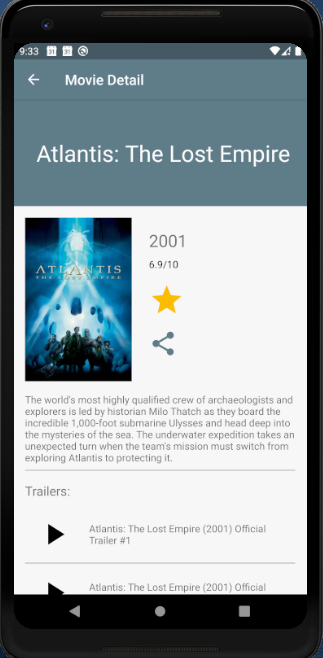 9:33
31
Movie Detail
Atlantis: The Lost Empire
ATLANTIS
THE LOST EMPIRE
2001
6.9/10
The world's most highly qualified crew of archaeologists and
explorers is led by historian Milo Thatch as they board the
incredible 1,000-foot submarine Ulysses and head deep into
the mysteries of the sea. The underwater expedition takes an
unexpected turn when the team's mission must switch from
exploring Atlantis to protecting it.
Trailers:
Atlantis: The Lost Empire (2001) Official
Trailer #1
Atlantis: The Lost Empire (2001) Official